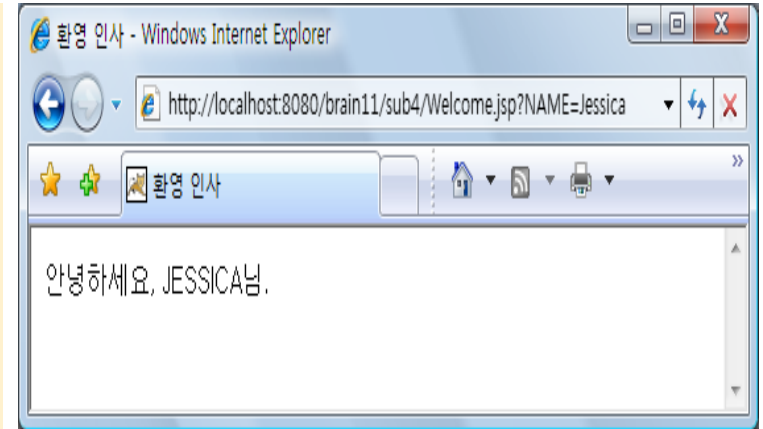 환영 인사 - Windows Internet Explorer
http://localhost:8080/brain11/sub4/Welcome.jsp?NAME=Jessica
환영 인사
안녕하세요, JESSICA님.